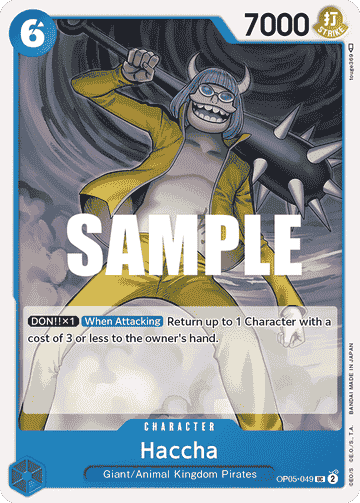 6
7000
打
STRIKE
touge369
SAMPLE
DON!!×1 When Attacking Return up to 1 Character with a
cost of 3 or less to the owner's hand.
CHARACTER
Haccha
Giant/Animal Kingdom Pirates
OP05-049 UC 2
©E.O/S. ©E.O./S., T.A. BANDAI MADE IN JAPAN